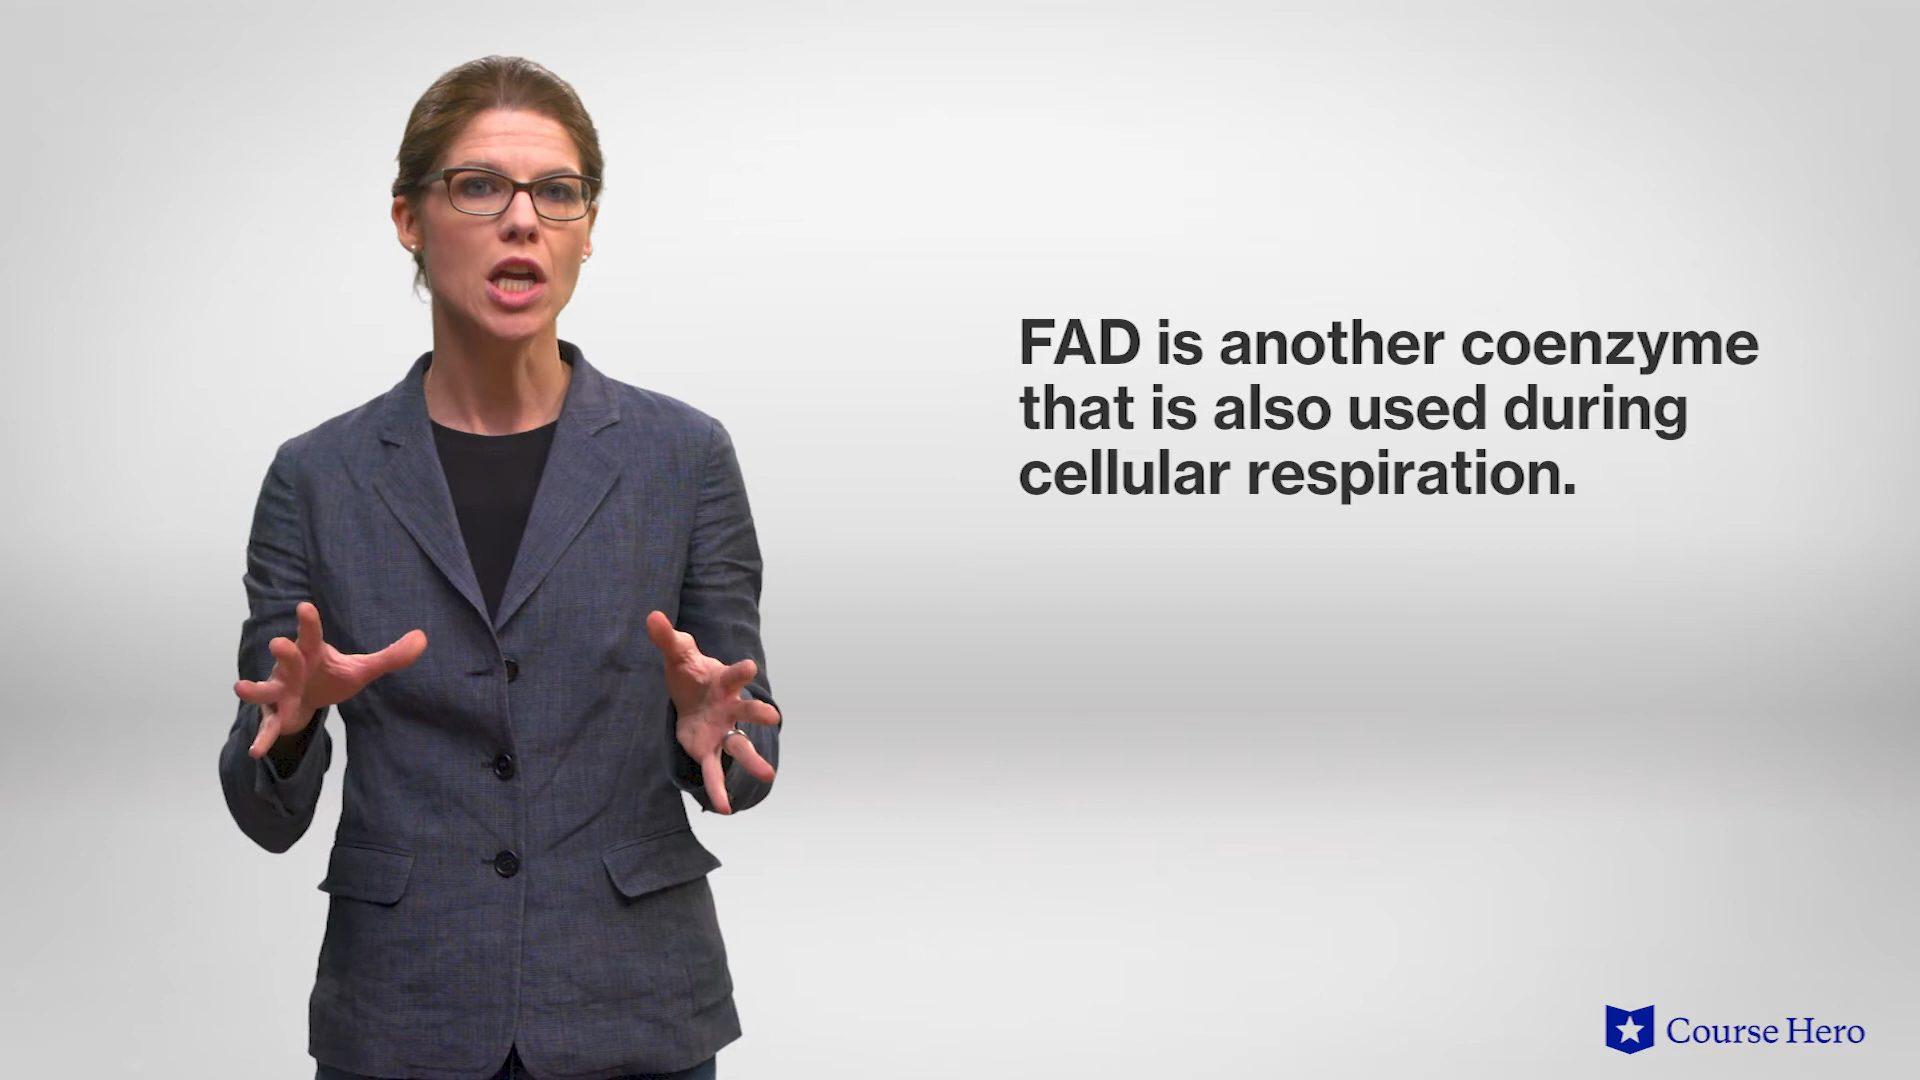 FAD is another coenzyme
that is also used during
cellular respiration.
Course Hero